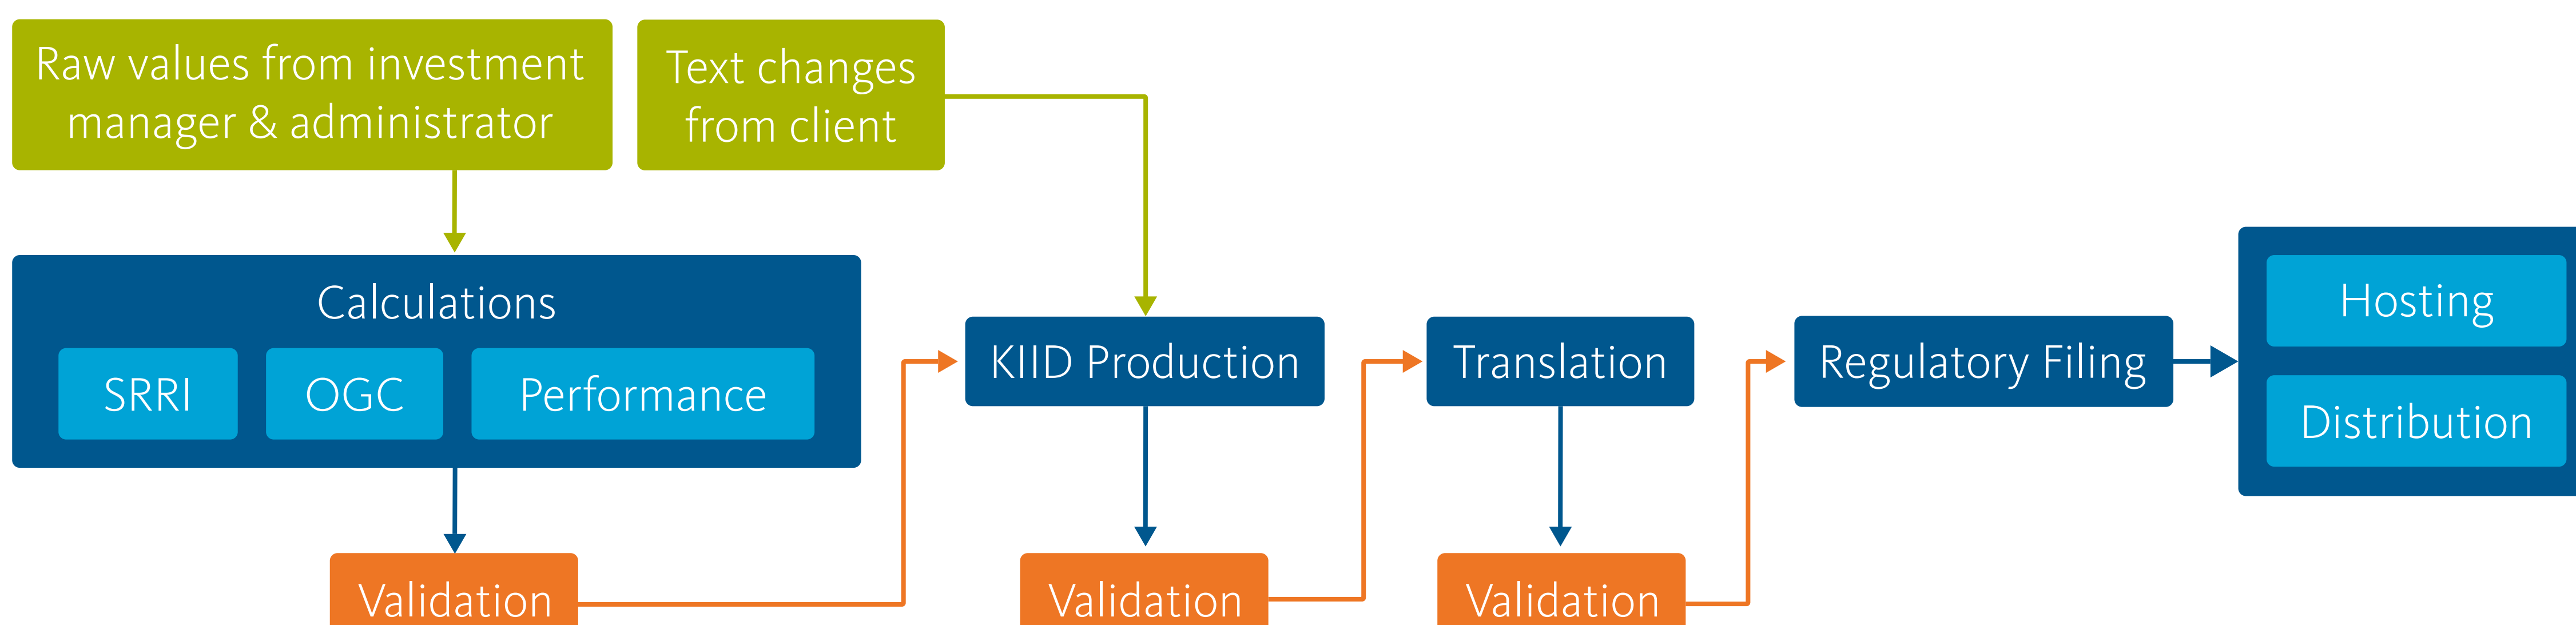 Raw values from investment
manager & administrator
Text changes
from client
Calculations
SRRI
OGC
Performance
KIID Production
Translation
Regulatory Filing
Hosting
Distribution
Validation
Validation
Validation